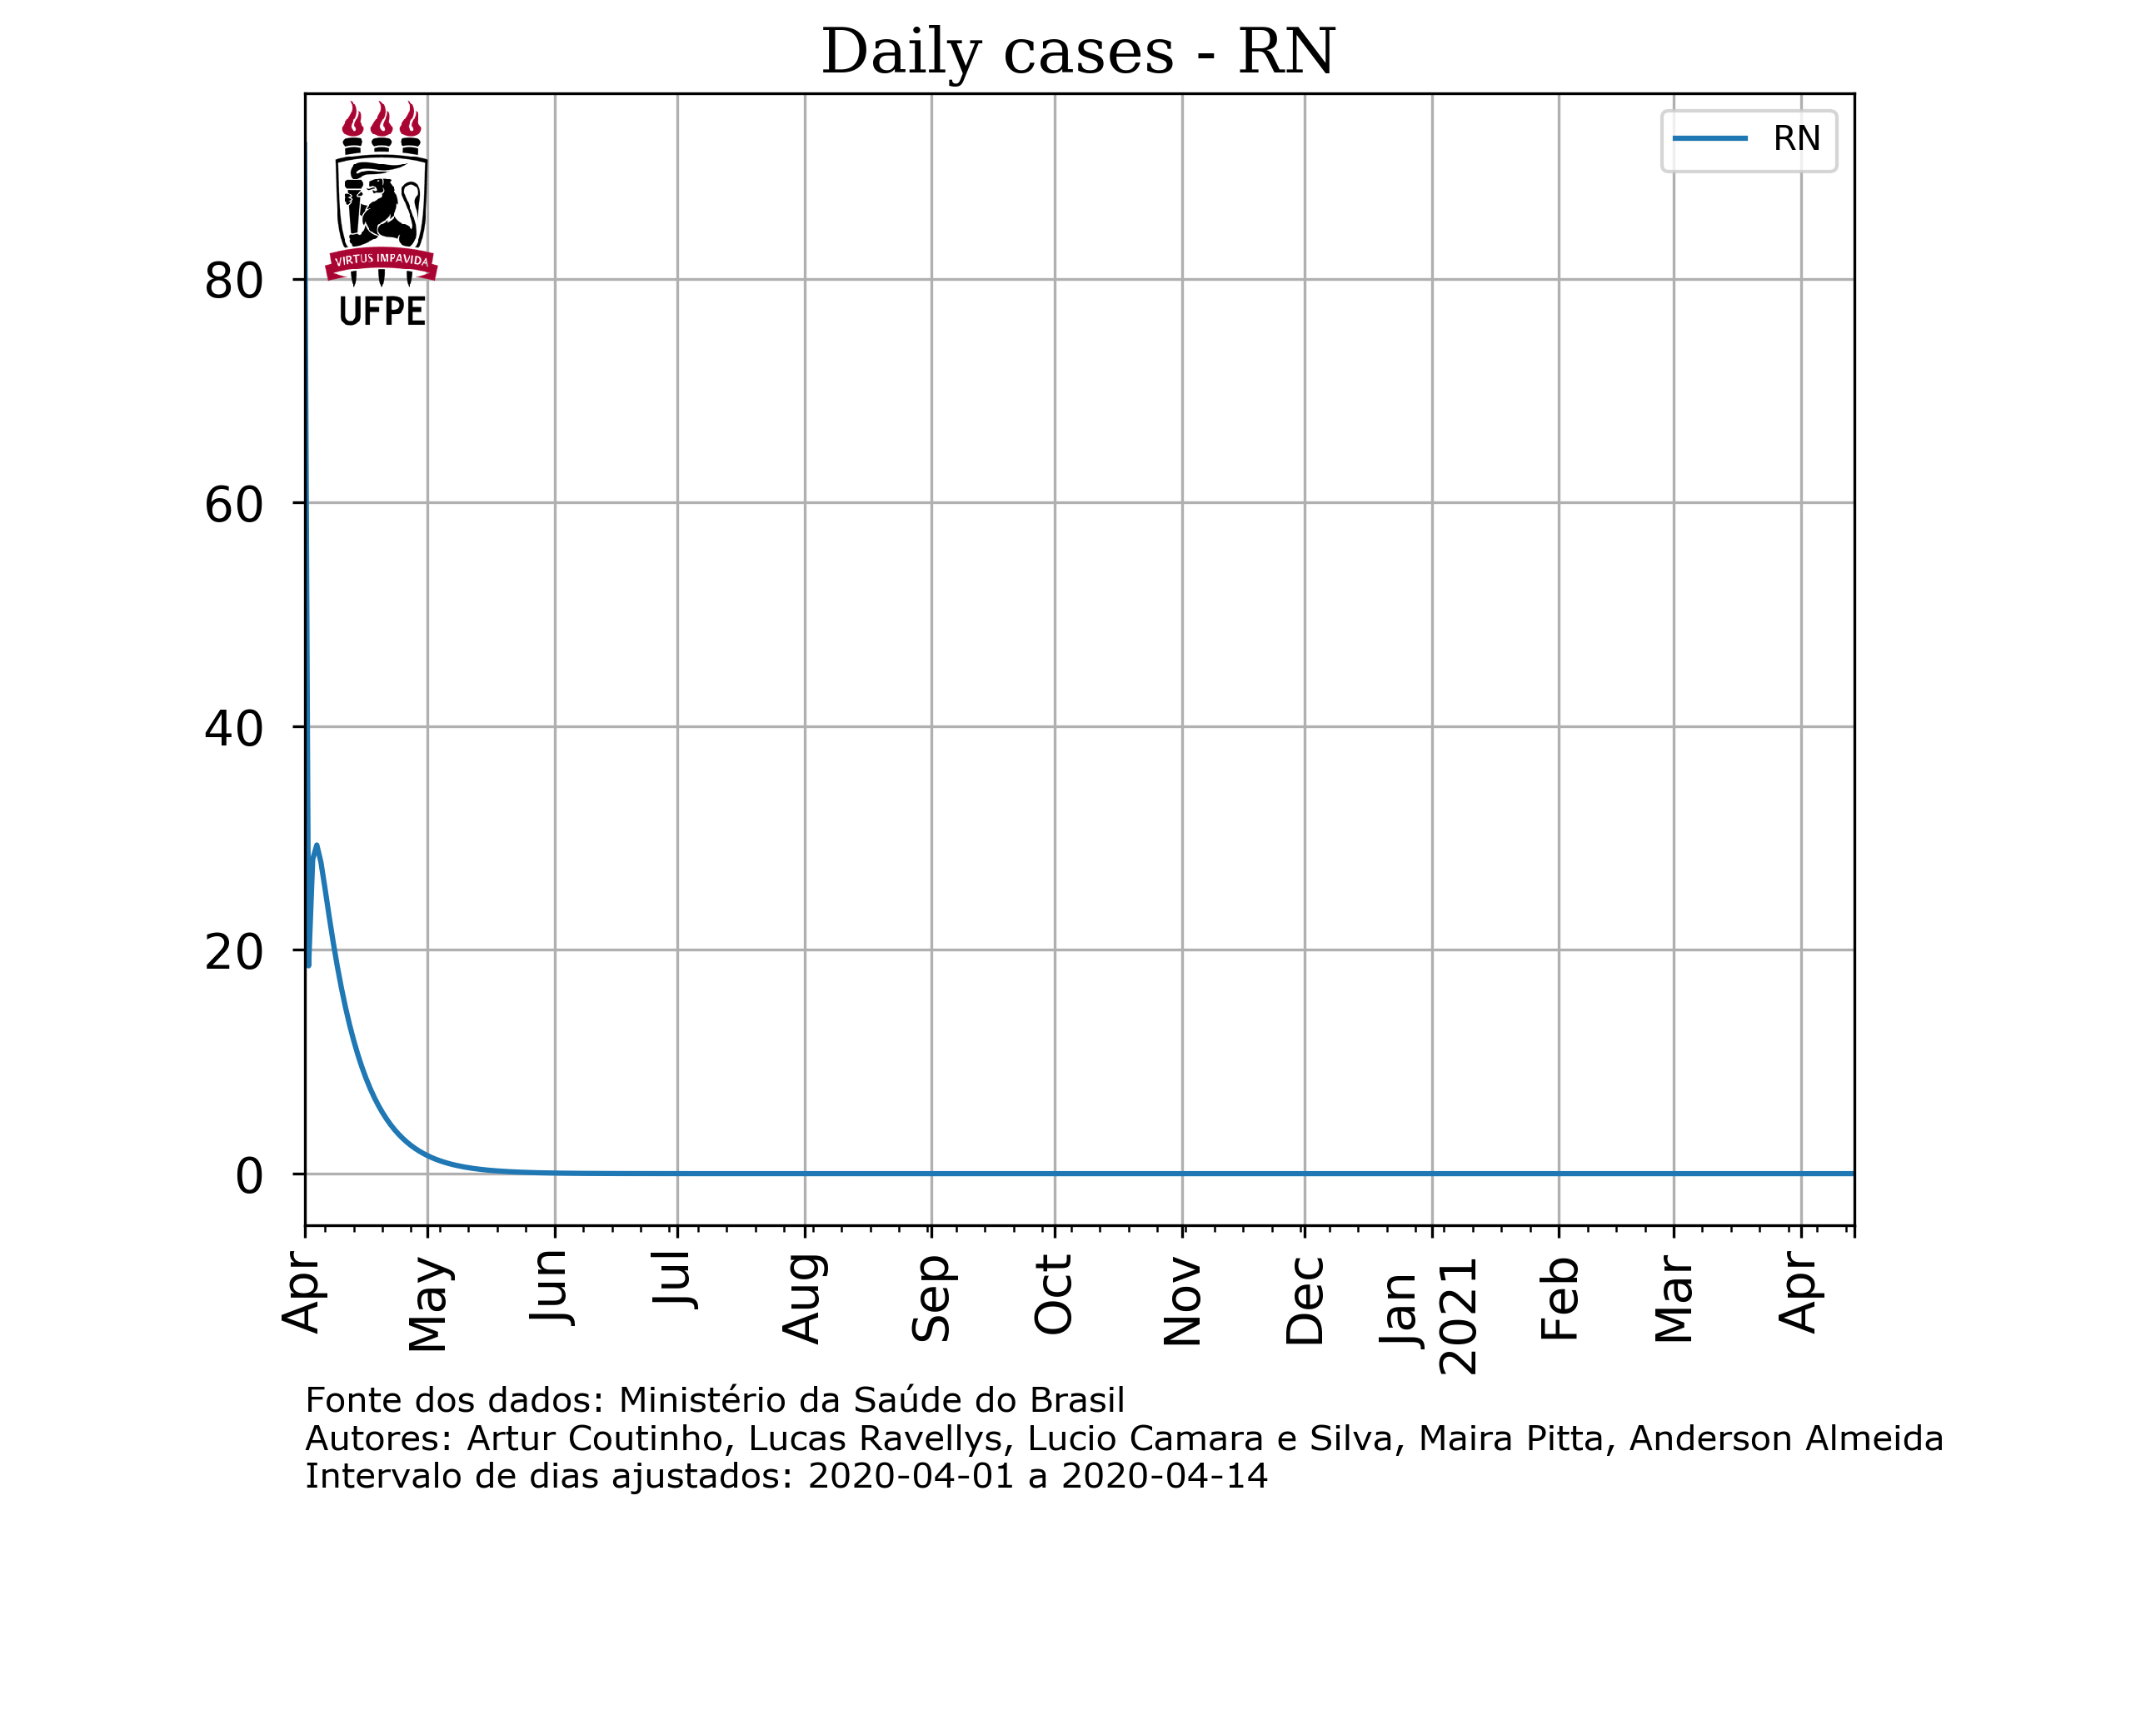 Daily cases - RN
RN
VIRTUS IMPAVIDA
UFPE
80
60
40
20
0
Apr
May
Jun
Jul
Aug
Sep
Oct
Nov
Dec
Jan
2021
Feb
Mar
Apr
Fonte dos dados: Ministério da Saúde do Brasil
Autores: Artur Coutinho, Lucas Ravellys, Lucio Camara e Silva, Maira Pitta, Anderson Almeida
Intervalo de dias ajustados: 2020-04-01 a 2020-04-14